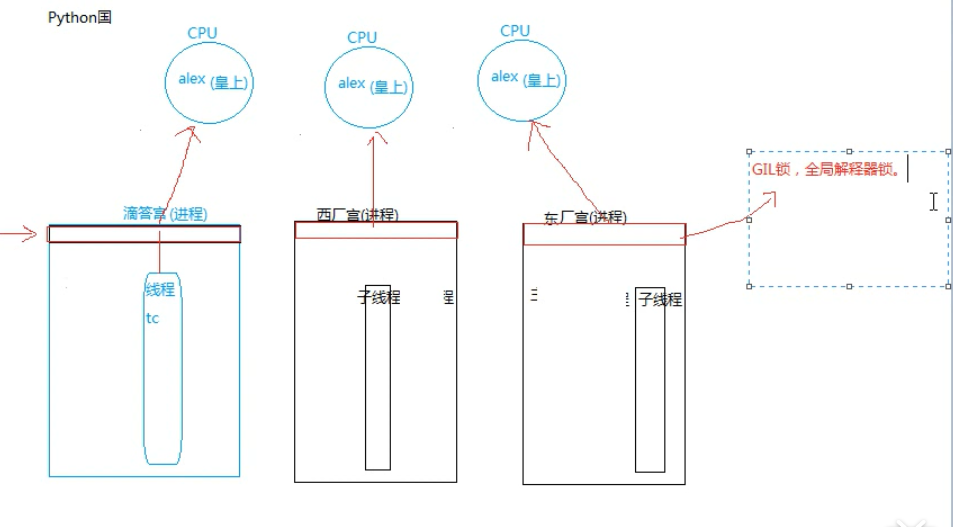 Python国
CPU
CPU
CPU
alex (皇上)
alex (皇上)
alex (皇上)
GIL锁，全局解释器锁。
滴答宫(进程)
西厂宫(进程)
东厂宫(进程)
线程
tc
子线程
程
子线程